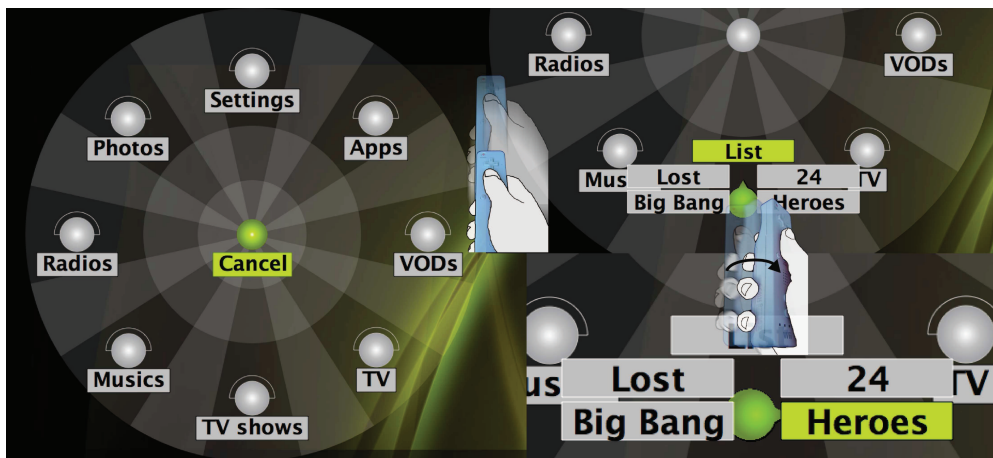 Settings
Photos
Apps
Radios
Cancel
VODs
Musics
TV
TV shows
Radios
VODs
List
Mus
Lost
24
TV
Big Bang
Heroes
us
Lost
24
TV
Big Bang
Heroes